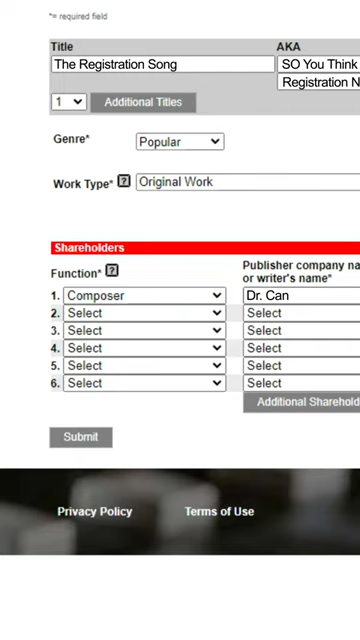 *= required field
Title AKA
The Registration Song SO You Think
Registration N
1 Additional Titles
Genre* Popular
Work Type* ? Original Work
Shareholders
Function* ? Publisher company na
or writer's name*
1. Composer Dr. Can
2. Select Select
3. Select Select
4. Select Select
5. Select Select
6. Select Select
Additional Sharehold
Submit
Privacy Policy Terms of Use